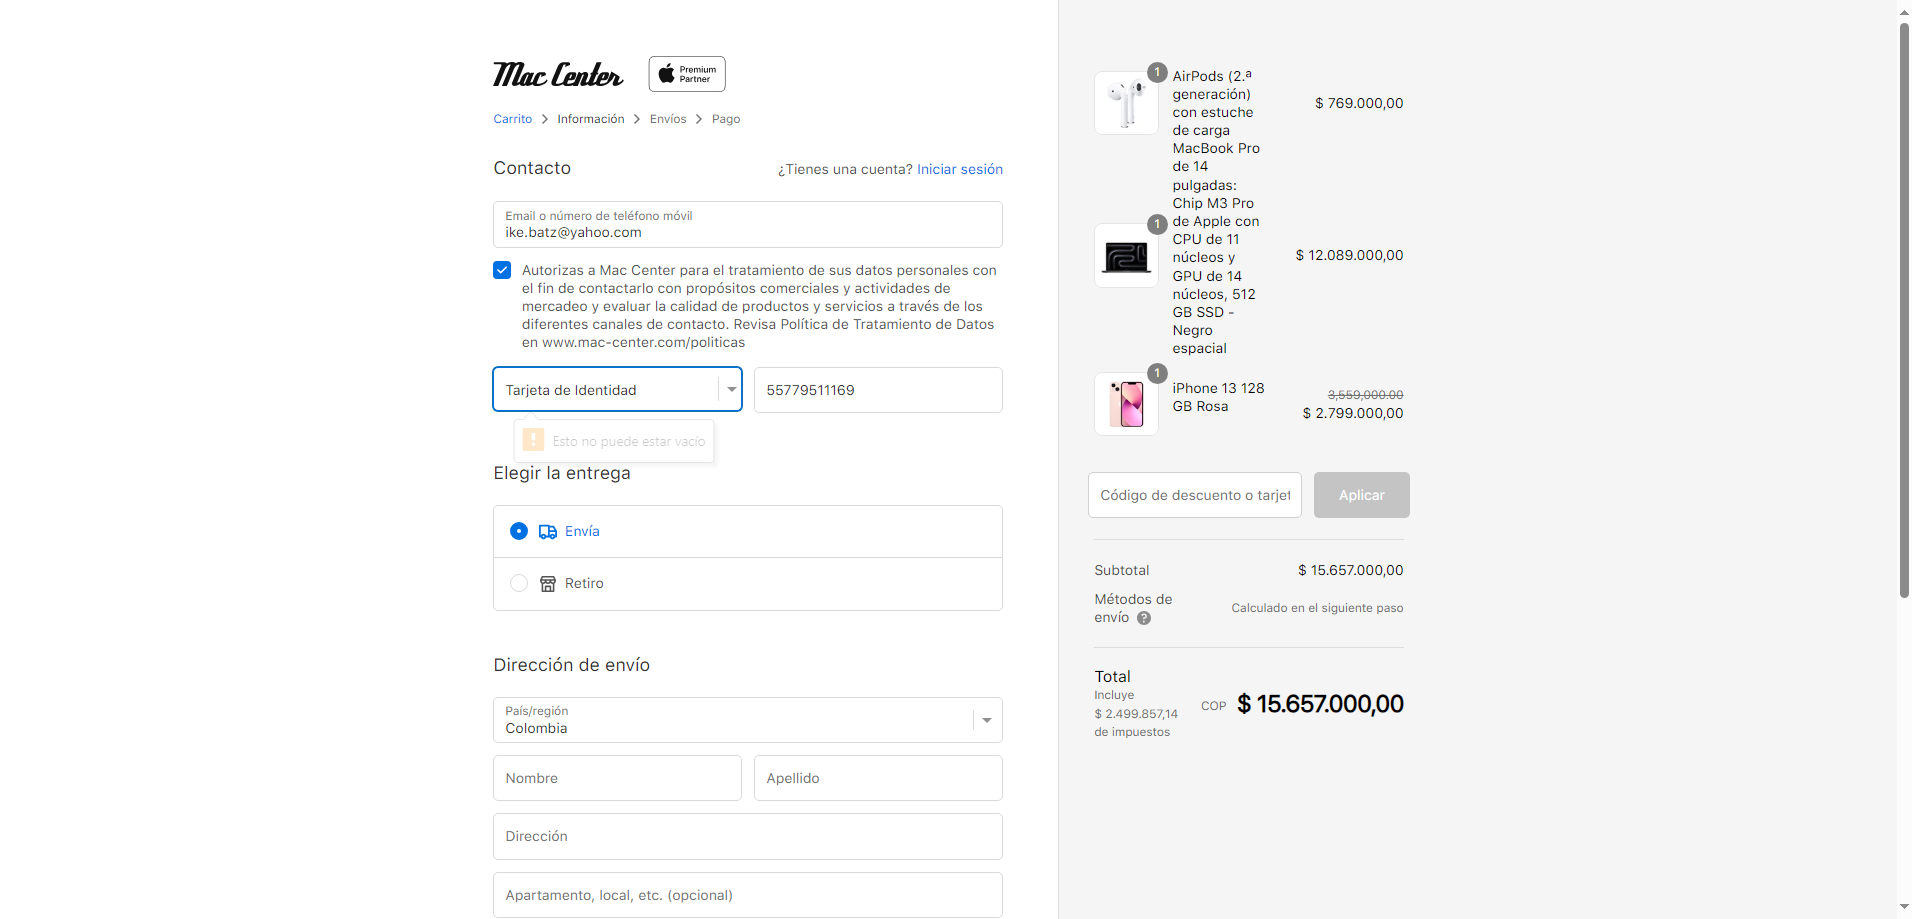 Mac Center
Premium
Partner
Carrito > Información > Envíos > Pago
Contacto
¿Tienes una cuenta? Iniciar sesión
Email o número de teléfono móvil
ike.batz@yahoo.com
Autorizas a Mac Center para el tratamiento de sus datos personales con
el fin de contactarlo con propósitos comerciales y actividades de
mercadeo y evaluar la calidad de productos y servicios a través de los
diferentes canales de contacto. Revisa Política de Tratamiento de Datos
en www.mac-center.com/politicas
Tarjeta de Identidad
55779511169
Esto no puede estar vacío
Elegir la entrega
Envía
Retiro
Dirección de envío
País/región
Colombia
Nombre
Apellido
Dirección
Apartamento, local, etc. (opcional)
1
AirPods (2.ª
generación)
con estuche
de carga
$ 769.000,00
1
MacBook Pro
de 14
pulgadas:
Chip M3 Pro
de Apple con
CPU de 11
núcleos y
GPU de 14
núcleos, 512
GB SSD -
Negro
espacial
$ 12.089.000,00
1
iPhone 13 128
GB Rosa
3,559,000.00
$ 2.799.000,00
Código de descuento o tarjet
Aplicar
Subtotal
$ 15.657.000,00
Métodos de
envío ?
Calculado en el siguiente paso
Total
Incluye
$ 2.499.857,14
de impuestos
COP $ 15.657.000,00